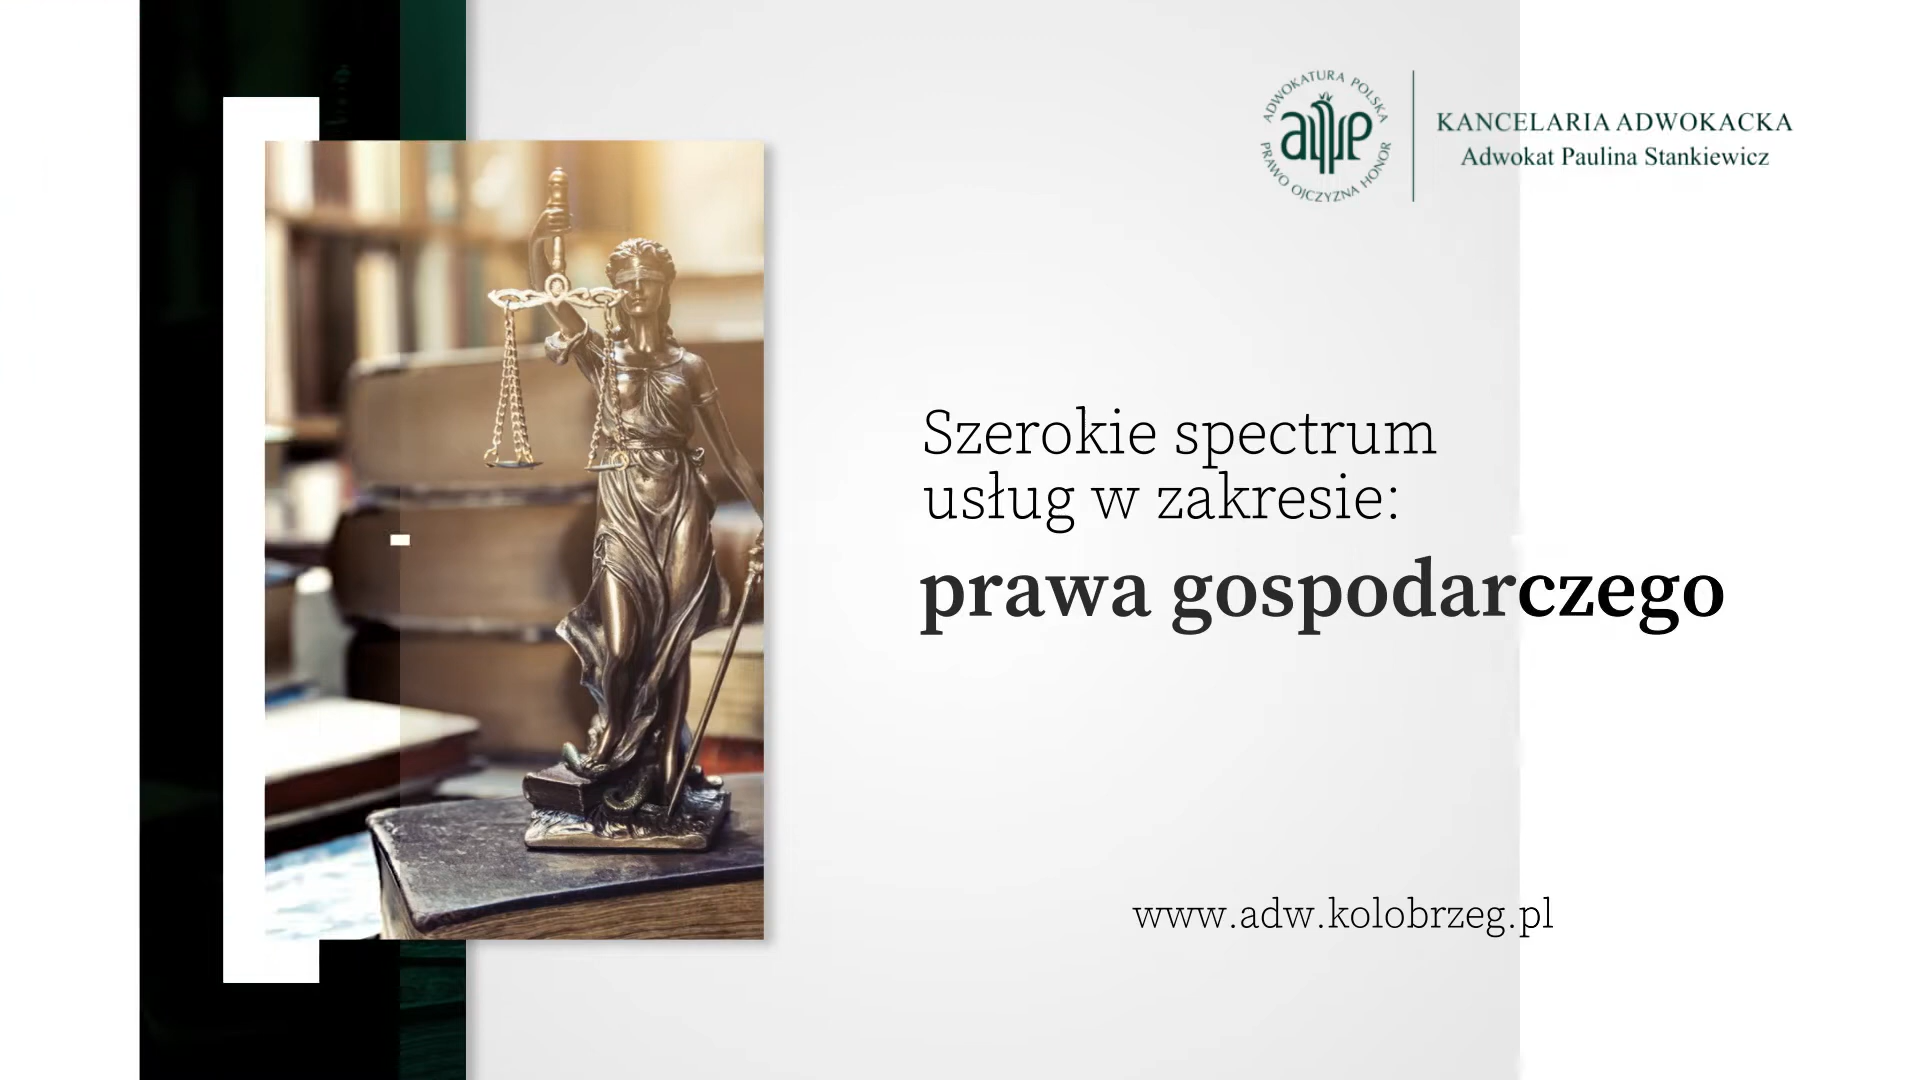 ADWOKATURA POLSKA
PRAWO OJCZYZNA HONOR
KANCELARIA ADWOKACKA
Adwokat Paulina Stankiewicz
Szerokie spectrum
usług w zakresie:
prawa gospodarczego
www.adw.kolobrzeg.pl